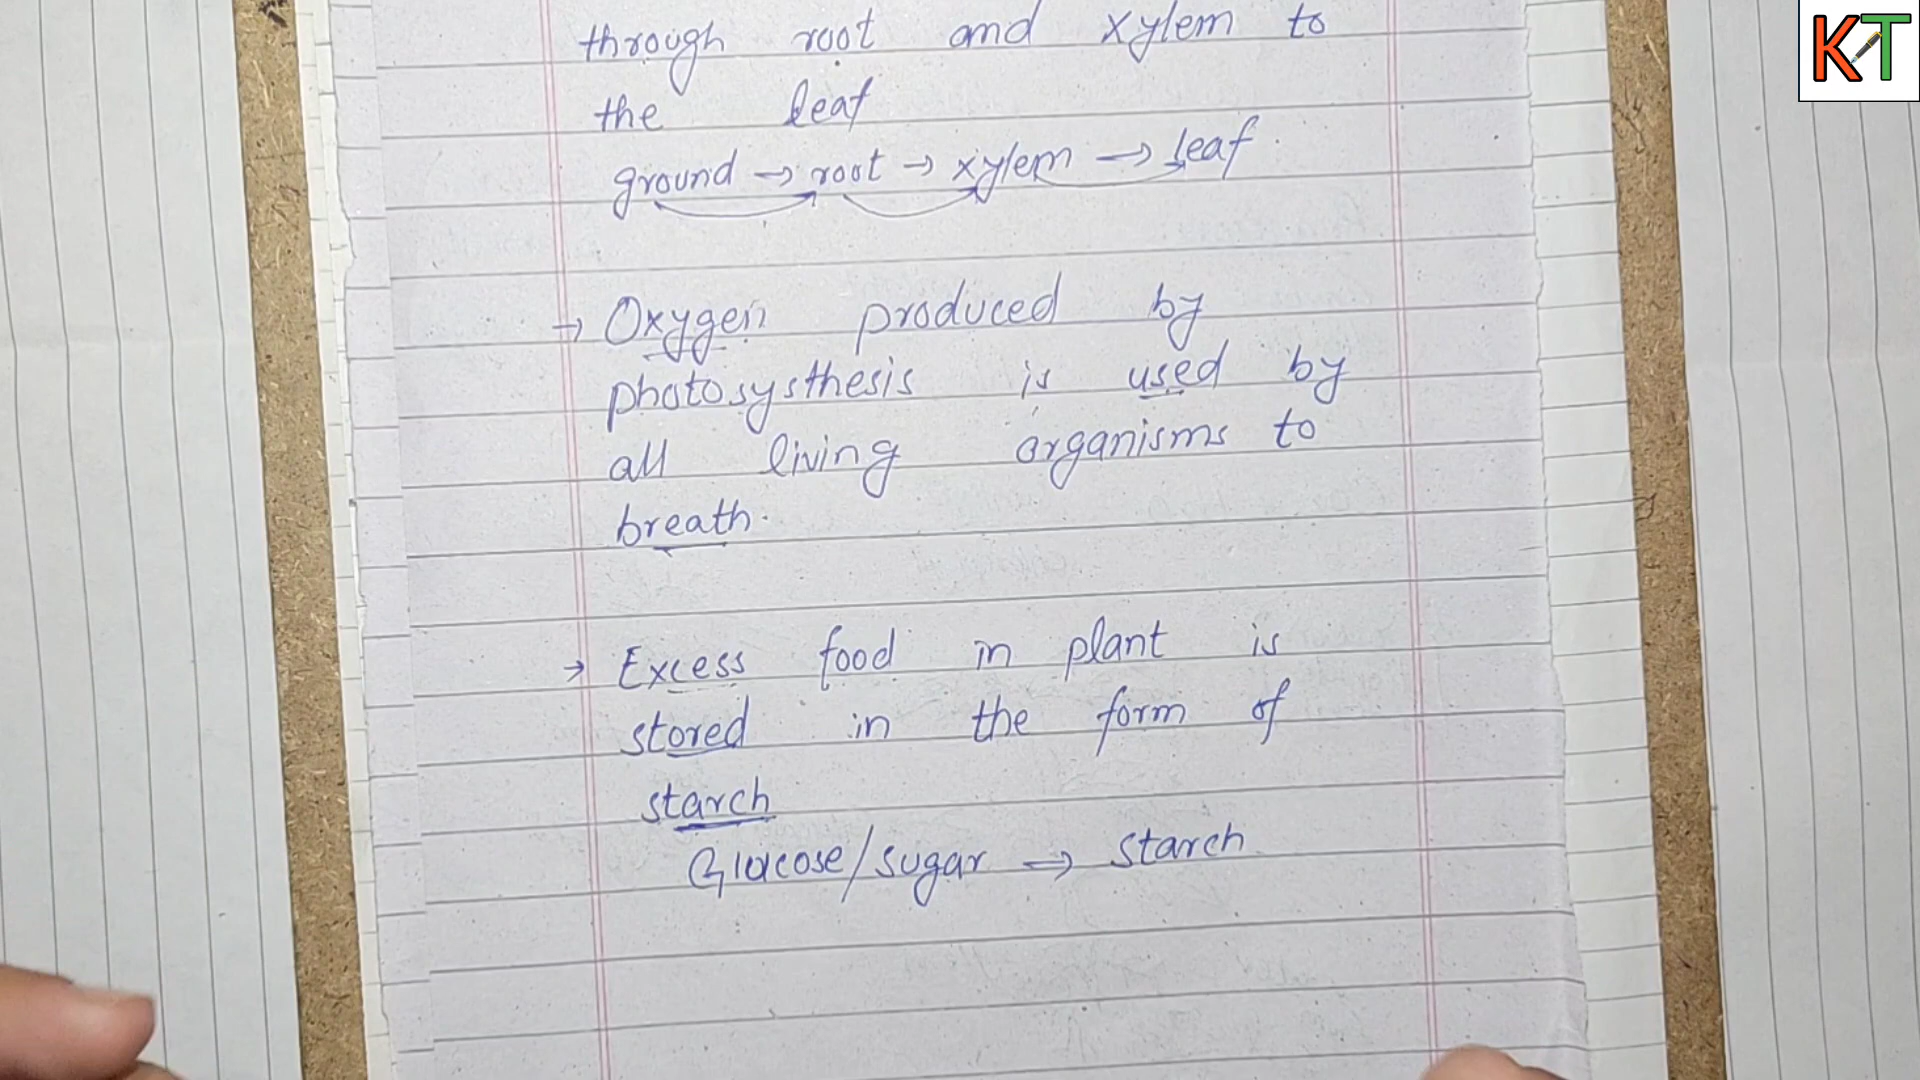 KT
through root and xylem to
the leaf
ground → root → xylem → leaf.
→ Oxygen produced by
photosysthesis is used by
all living organisms to
breath.
→ Excess food in plant is
stored in the form of
starch
Glucose/sugar → starch